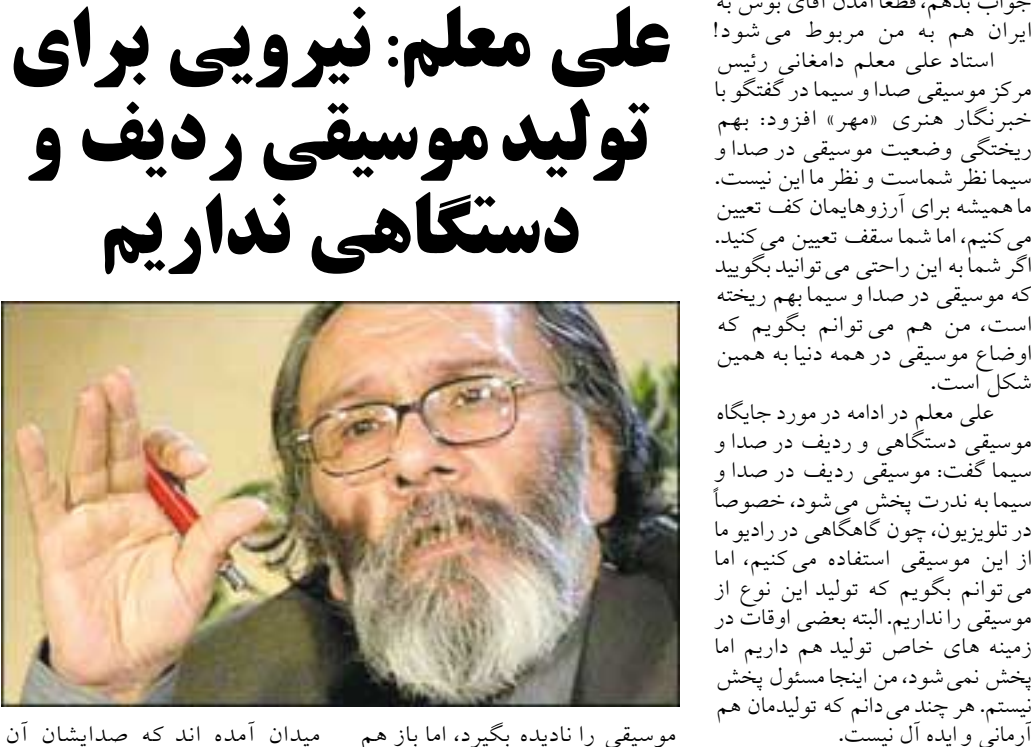 علی معلم: نیرویی برای
تولید موسیقی ردیف و
دستگاهی نداریم
جواب بدهم، قطعا آمدن آقای بوش به
ایران هم به من مربوط می شود!
استاد علی معلم دامغانی رئیس
مرکز موسیقی صدا و سیما در گفتگو با
خبرنگار هنری «مهر» افزود: بهم
ریختگی وضعیت موسیقی در صدا و
سیما نظر شماست و نظر ما این نیست.
ما همیشه برای آرزوهایمان کف تعیین
می کنیم، اما شما سقف تعیین می کنید.
اگر شما به این راحتی می توانید بگویید
که موسیقی در صدا و سیما بهم ریخته
است، من هم می توانم بگویم که
اوضاع موسیقی در همه دنیا به همین
شکل است.
علی معلم در ادامه در مورد جایگاه
موسیقی دستگاهی و ردیف در صدا و
سیما گفت: موسیقی ردیف در صدا و
سیما به ندرت پخش می شود، خصوصاً
در تلویزیون، چون گاهگاهی در رادیو ما
از این موسیقی استفاده می کنیم، اما
می توانم بگویم که تولید این نوع از
موسیقی را نداریم. البته بعضی اوقات در
زمینه های خاص تولید هم داریم اما
پخش نمی شود، من اینجا مسئول پخش
نیستم. هر چند می دانم که تولیدمان هم
آرمانی و ایده آل نیست.
موسیقی را نادیده بگیرد، اما باز هم
میدان آمده اند که صدایشان آن